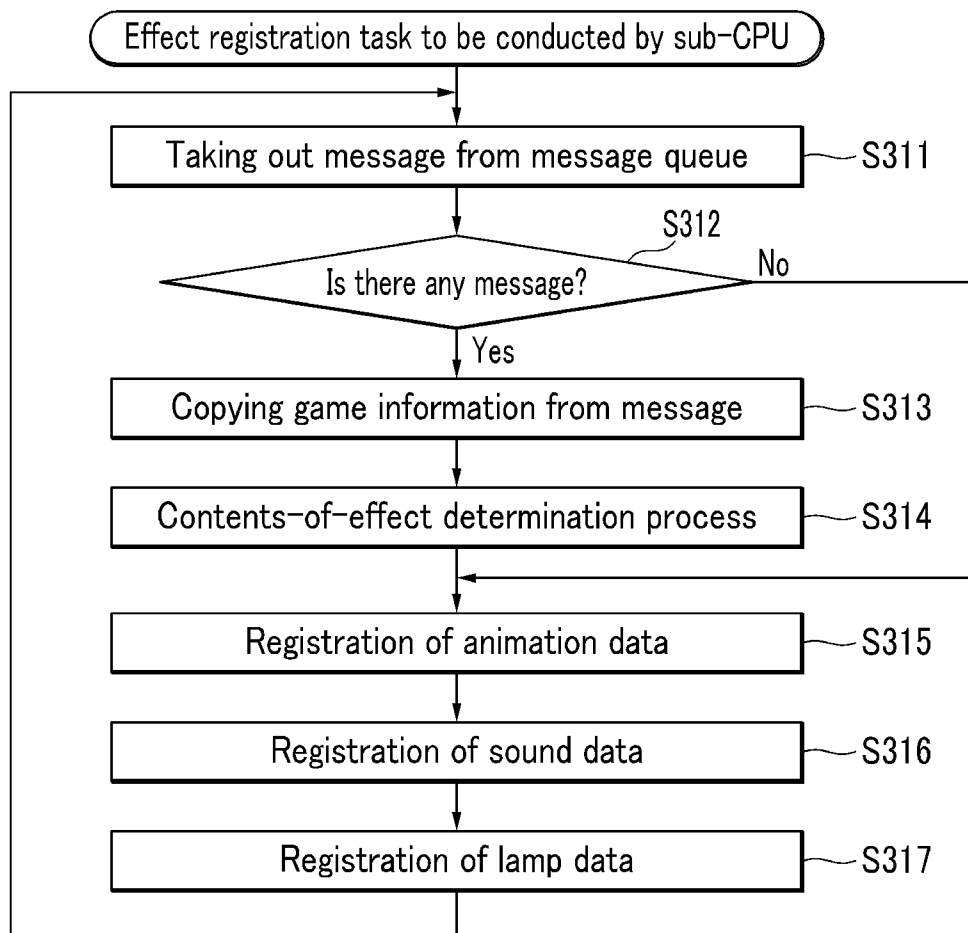 Effect registration task to be conducted by sub-CPU
Taking out message from message queue
S311
S312
Is there any message?
No
Yes
Copying game information from message
S313
Contents-of-effect determination process
S314
Registration of animation data
S315
Registration of sound data
S316
Registration of lamp data
S317